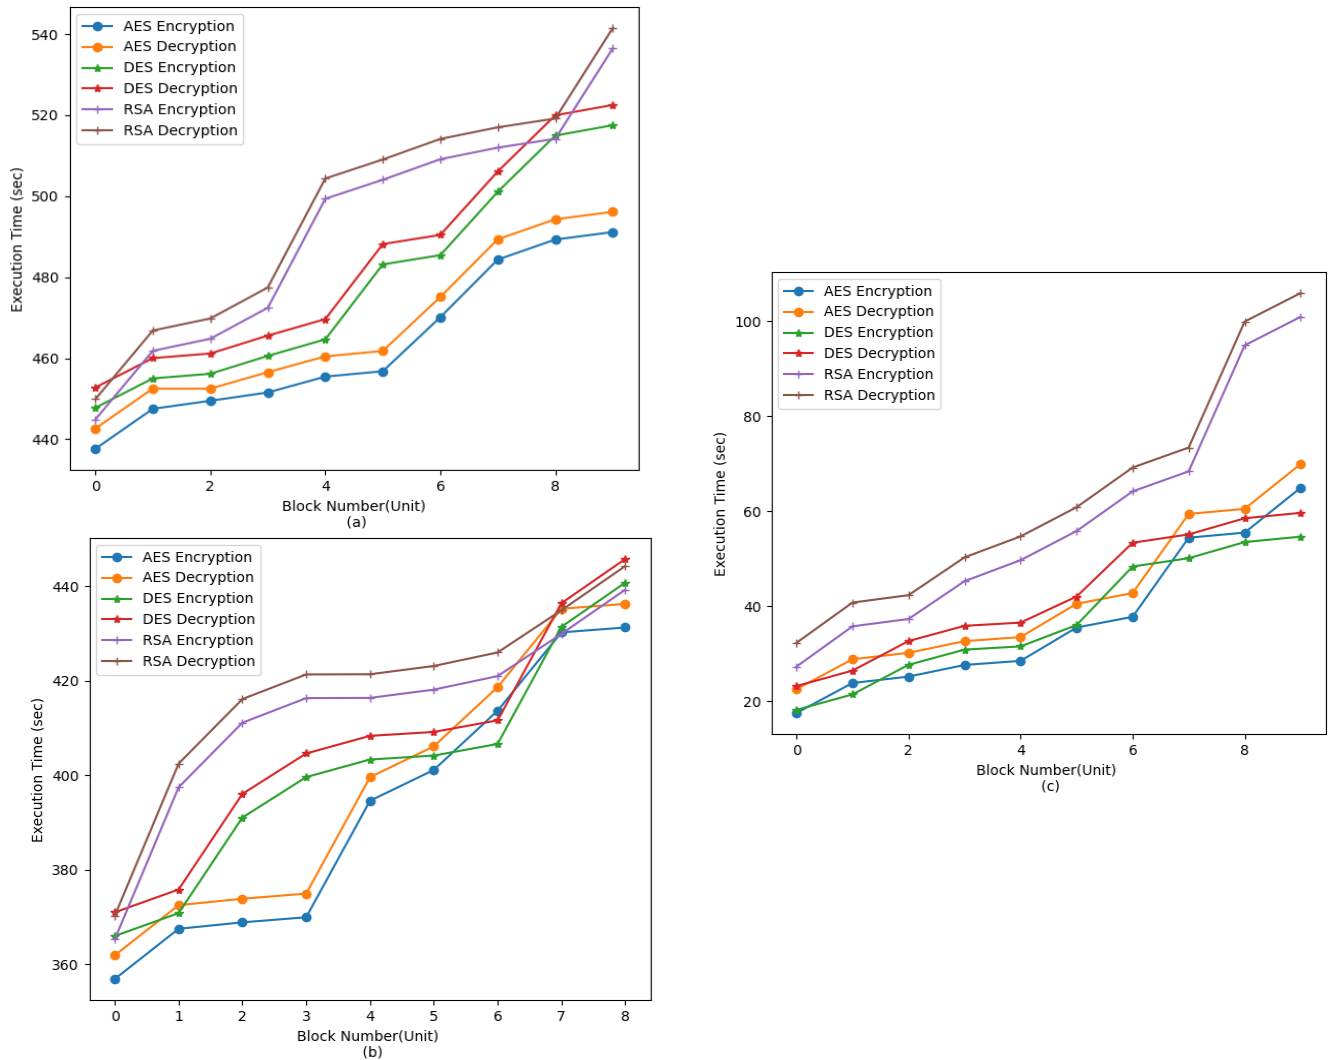 AES Encryption
AES Decryption
DES Encryption
DES Decryption
RSA Encryption
RSA Decryption
540
520
500
480
460
440
Execution Time (sec)
0 2 4 6 8
Block Number(Unit)
(a)
AES Encryption
AES Decryption
DES Encryption
DES Decryption
RSA Encryption
RSA Decryption
440
420
400
380
360
Execution Time (sec)
0 1 2 3 4 5 6 7 8
Block Number(Unit)
(b)
AES Encryption
AES Decryption
DES Encryption
DES Decryption
RSA Encryption
RSA Decryption
100
80
60
40
20
Execution Time (sec)
0 2 4 6 8
Block Number(Unit)
(c)